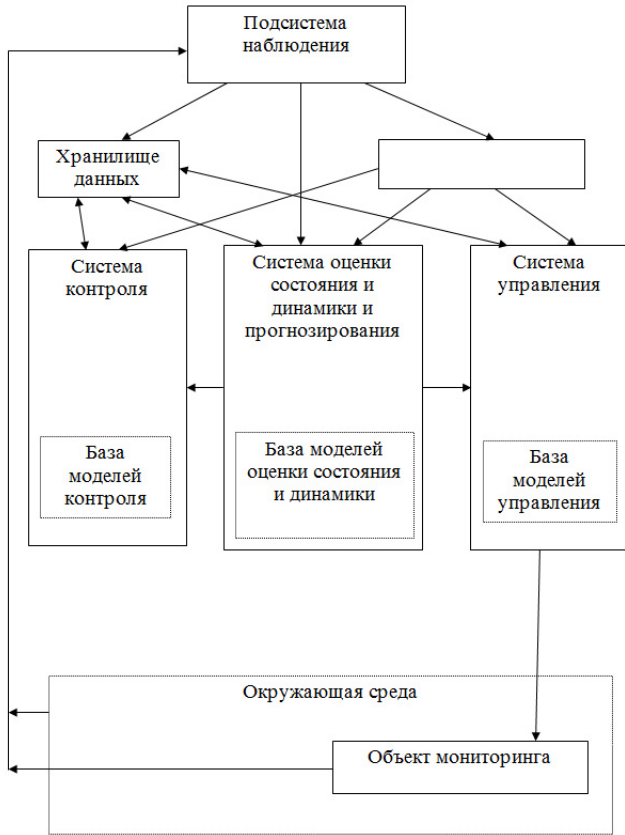 Подсистема
наблюдения
Хранилище
данных
Система
контроля
Система оценки
состояния и
динамики и
прогнозирования
Система
управления
База
моделей
контроля
База моделей
оценки состояния
и динамики
База
моделей
управления
Окружающая среда
Объект мониторинга